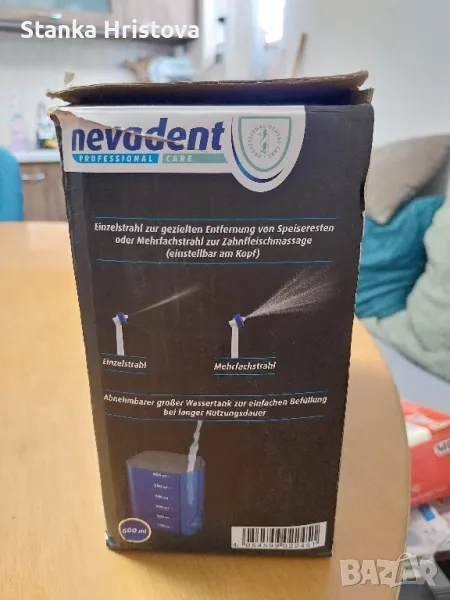 Stanka Hristova
nevadent
PROFESSIONAL CARE
Einzelstrahl zur gezielten Entfernung von Speiseresten
oder Mehrfachstrahl zur Zahnfleischmassage
(einstellbar am Kopf)
Einzelstrahl
Mehrfachstrahl
Abnehmbarer großer Wassertank zur einfachen Befüllung
bei langer Nutzungsdauer
600 ml
BAZAR